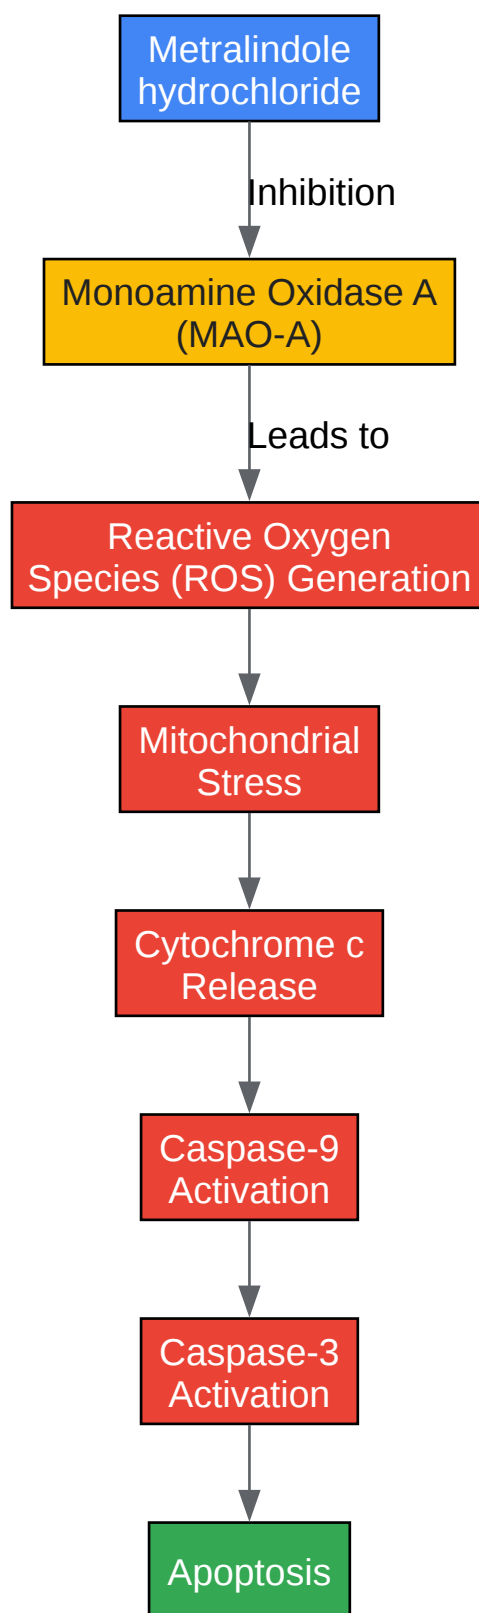 Metralindole
hydrochloride
Inhibition
Monoamine Oxidase A
(MAO-A)
Leads to
Reactive Oxygen
Species (ROS) Generation
Mitochondrial
Stress
Cytochrome c
Release
Caspase-9
Activation
Caspase-3
Activation
Apoptosis